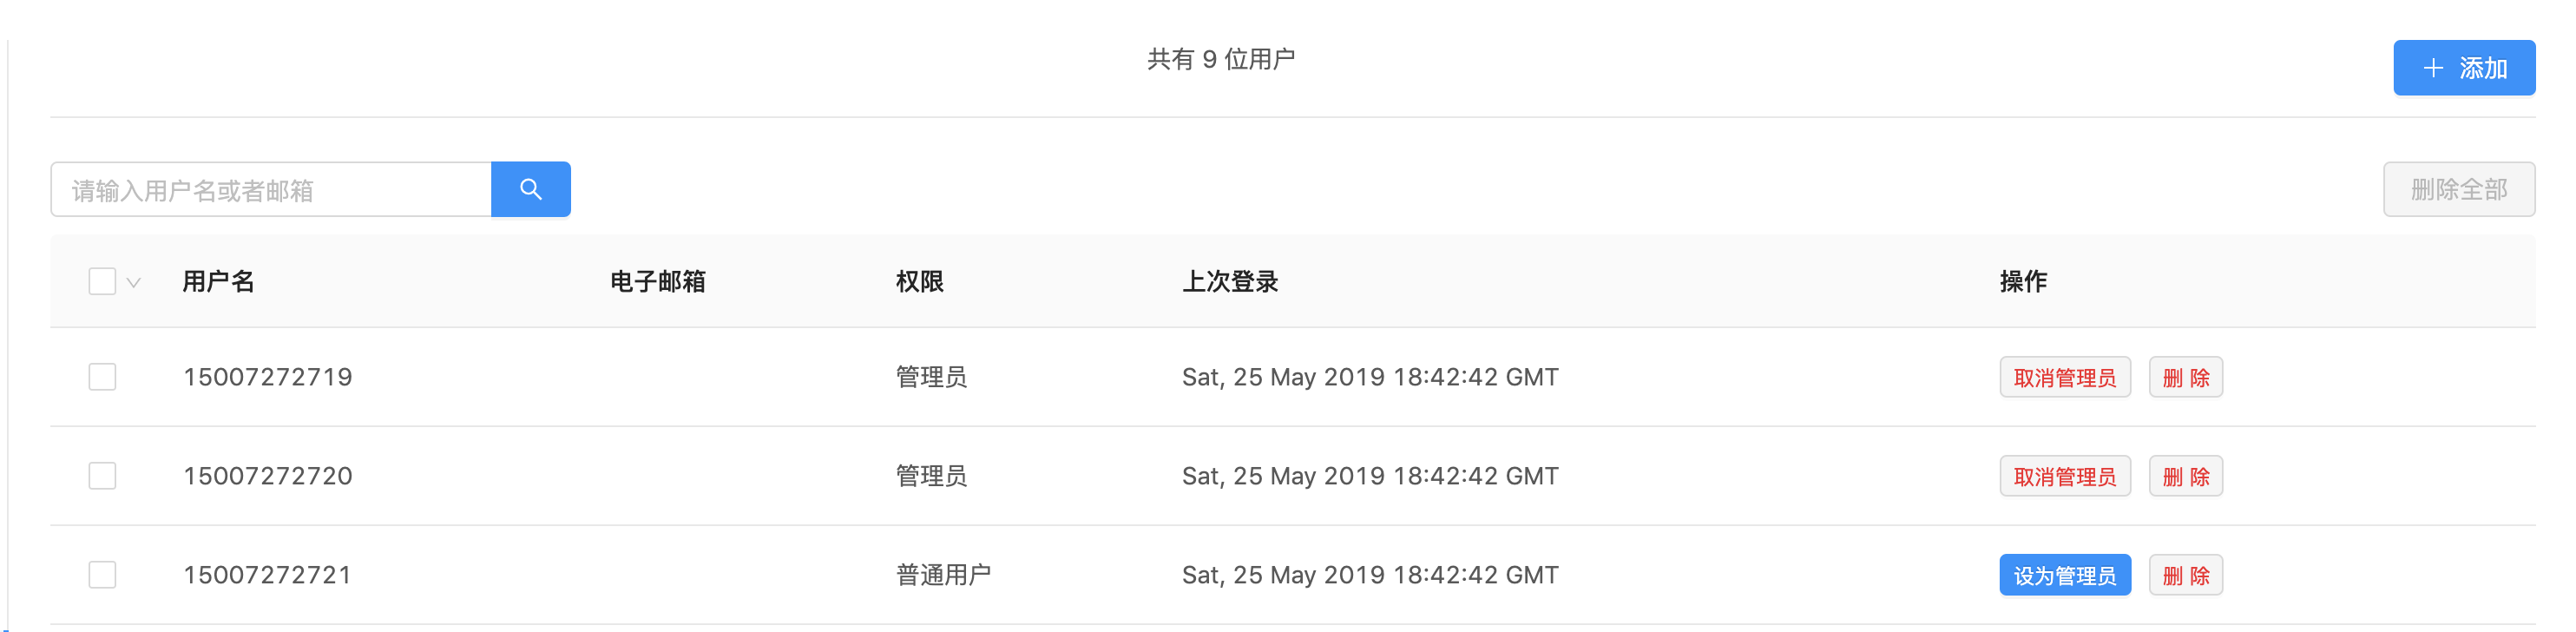 共有 9 位用户
添加
请输入用户名或者邮箱
删除全部
用户名 电子邮箱 权限 上次登录 操作
15007272719 管理员 Sat, 25 May 2019 18:42:42 GMT 取消管理员 删 除
15007272720 管理员 Sat, 25 May 2019 18:42:42 GMT 取消管理员 删 除
15007272721 普通用户 Sat, 25 May 2019 18:42:42 GMT 设为管理员 删 除